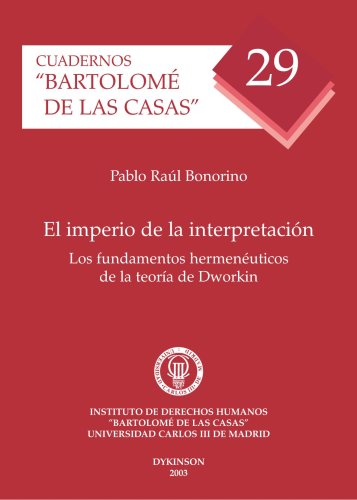 CUADERNOS
"BARTOLOMÉ
DE LAS CASAS"
29
Pablo Raúl Bonorino
El imperio de la interpretación
Los fundamentos hermenéuticos
de la teoría de Dworkin
INSTITUTO DE DERECHOS HUMANOS
"BARTOLOMÉ DE LAS CASAS"
UNIVERSIDAD CARLOS III DE MADRID
DYKINSON
2003